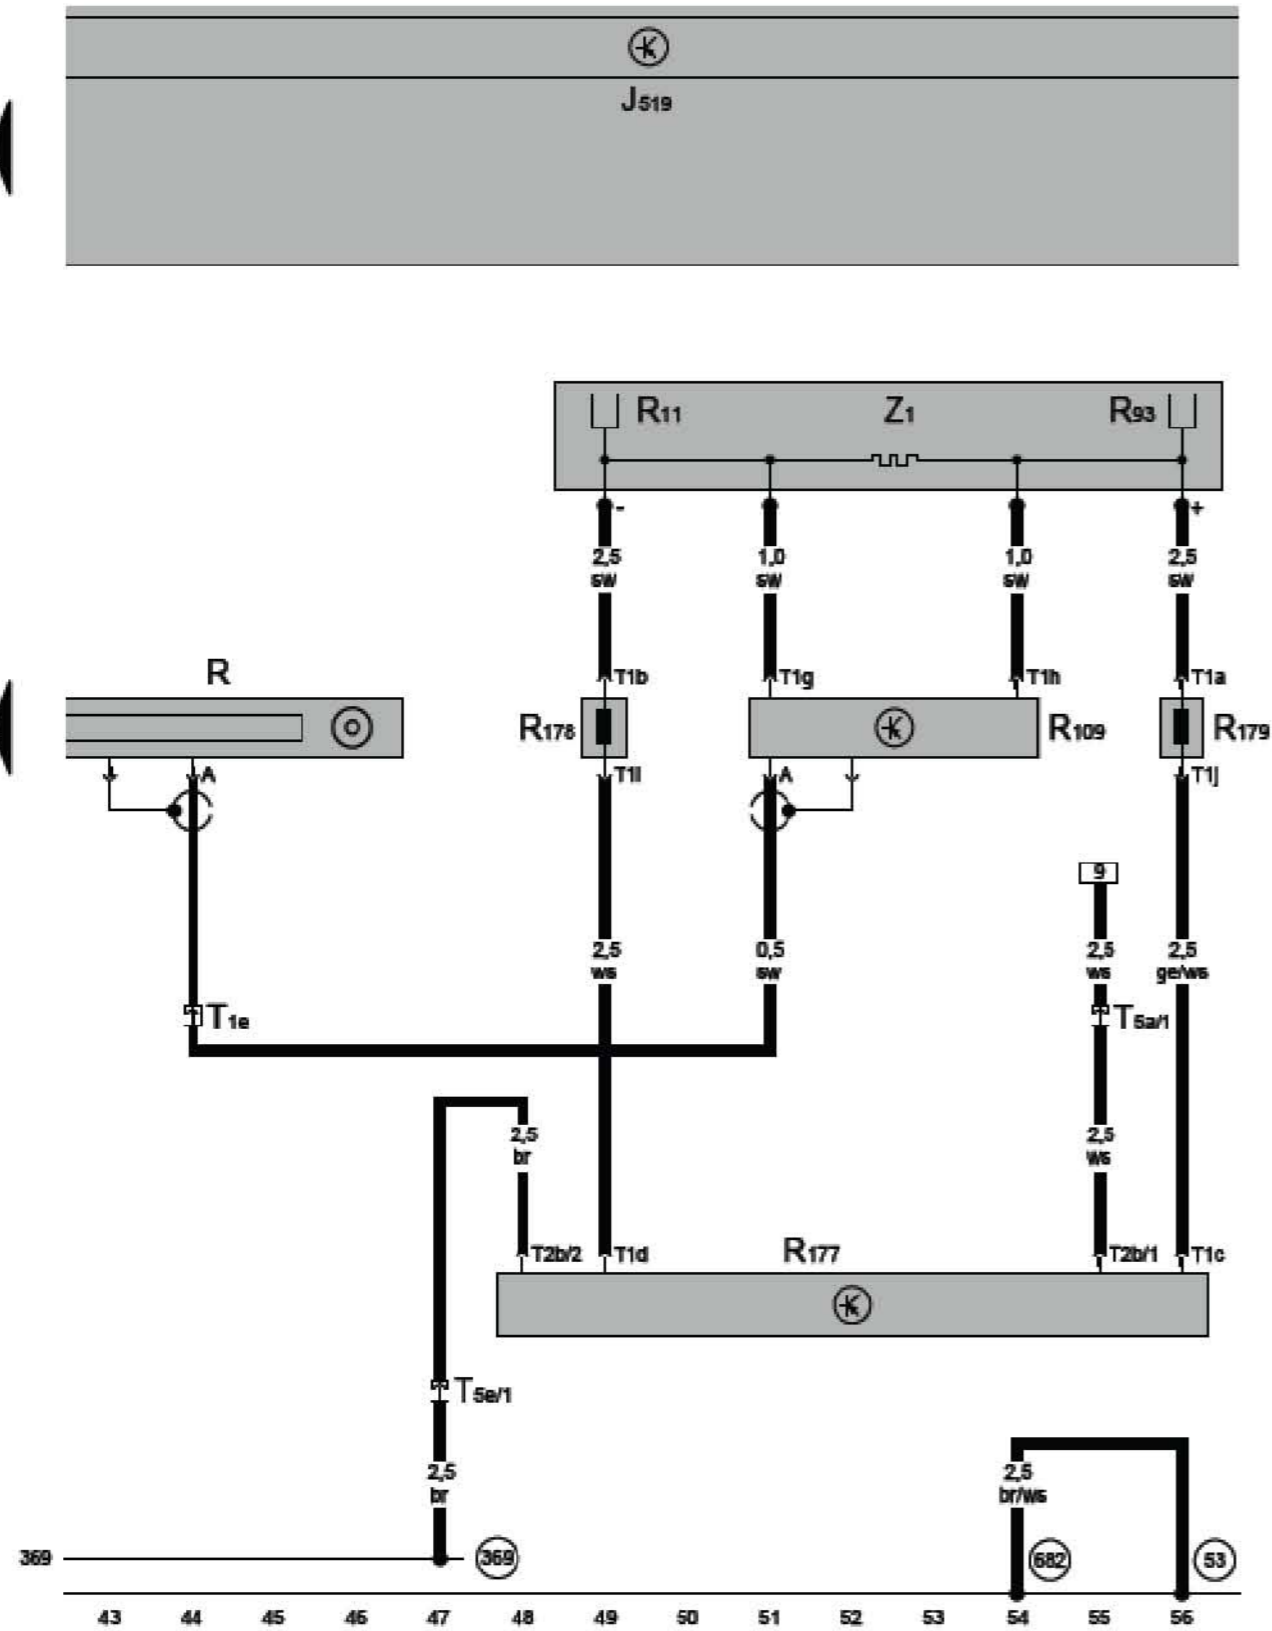 J519
R11 Z1 R93
- +
2,5 1,0 1,0 2,5
sw sw sw sw
R T1b T1g T1h T1a
R178 R109 R179
A T1i A T1j
9
2,5 0,5 2,5 2,5
ws sw ws ge/ws
T1e T5a/1
2,5 2,5
br ws
T2b/2 T1d R177 T2b/1 T1c
T5e/1
2,5 2,5
br br/ws
369 369 682 53
43 44 45 46 47 48 49 50 51 52 53 54 55 56